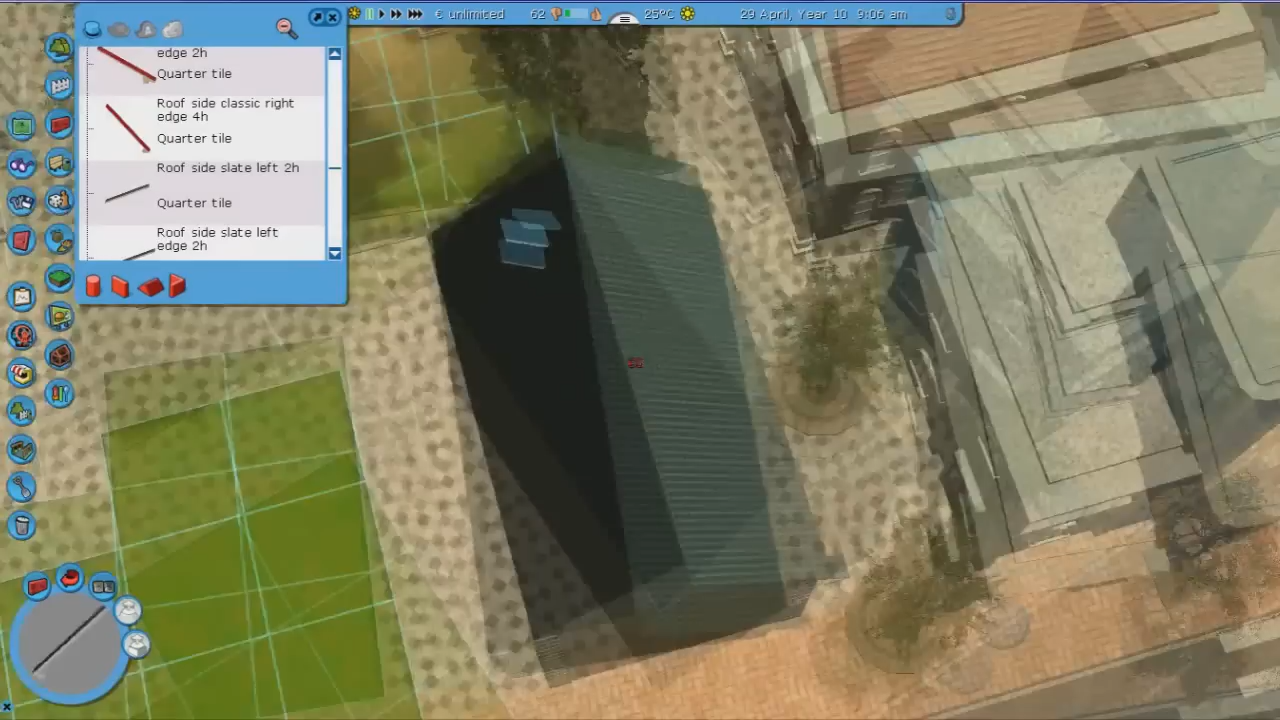 € unlimited 62 25°C 29 April, Year 10 9:06 am
edge 2h
Quarter tile
Roof side classic right
edge 4h
Quarter tile
Roof side slate left 2h
Quarter tile
Roof side slate left
edge 2h